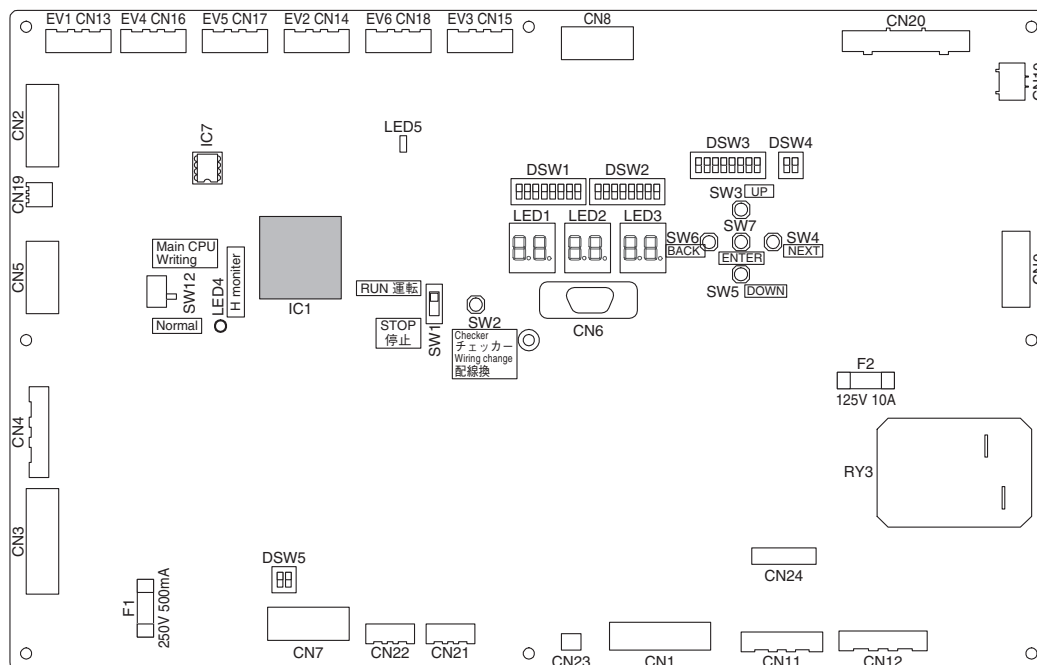 EV1 CN13 EV4 CN16 EV5 CN17 EV2 CN14 EV6 CN18 EV3 CN15
CN8
CN20
CN2
IC7
LED5
DSW3 DSW4
DSW1 DSW2
SW3 UP
CN19
LED1 LED2 LED3
SW7
SW6 SW4
BACK ENTER NEXT
SW5 DOWN
CN5
Main CPU
Writing
SW12
LED4
H moniter
Normal
IC1
RUN 運転
STOP
停止
SW1
SW2
Checker
チェッカー
Wiring change
配線換
CN6
F2
125V 10A
CN4
RY3
CN3
F1
250V 500mA
DSW5
CN24
CN7
CN22
CN21
CN23
CN1
CN11
CN12